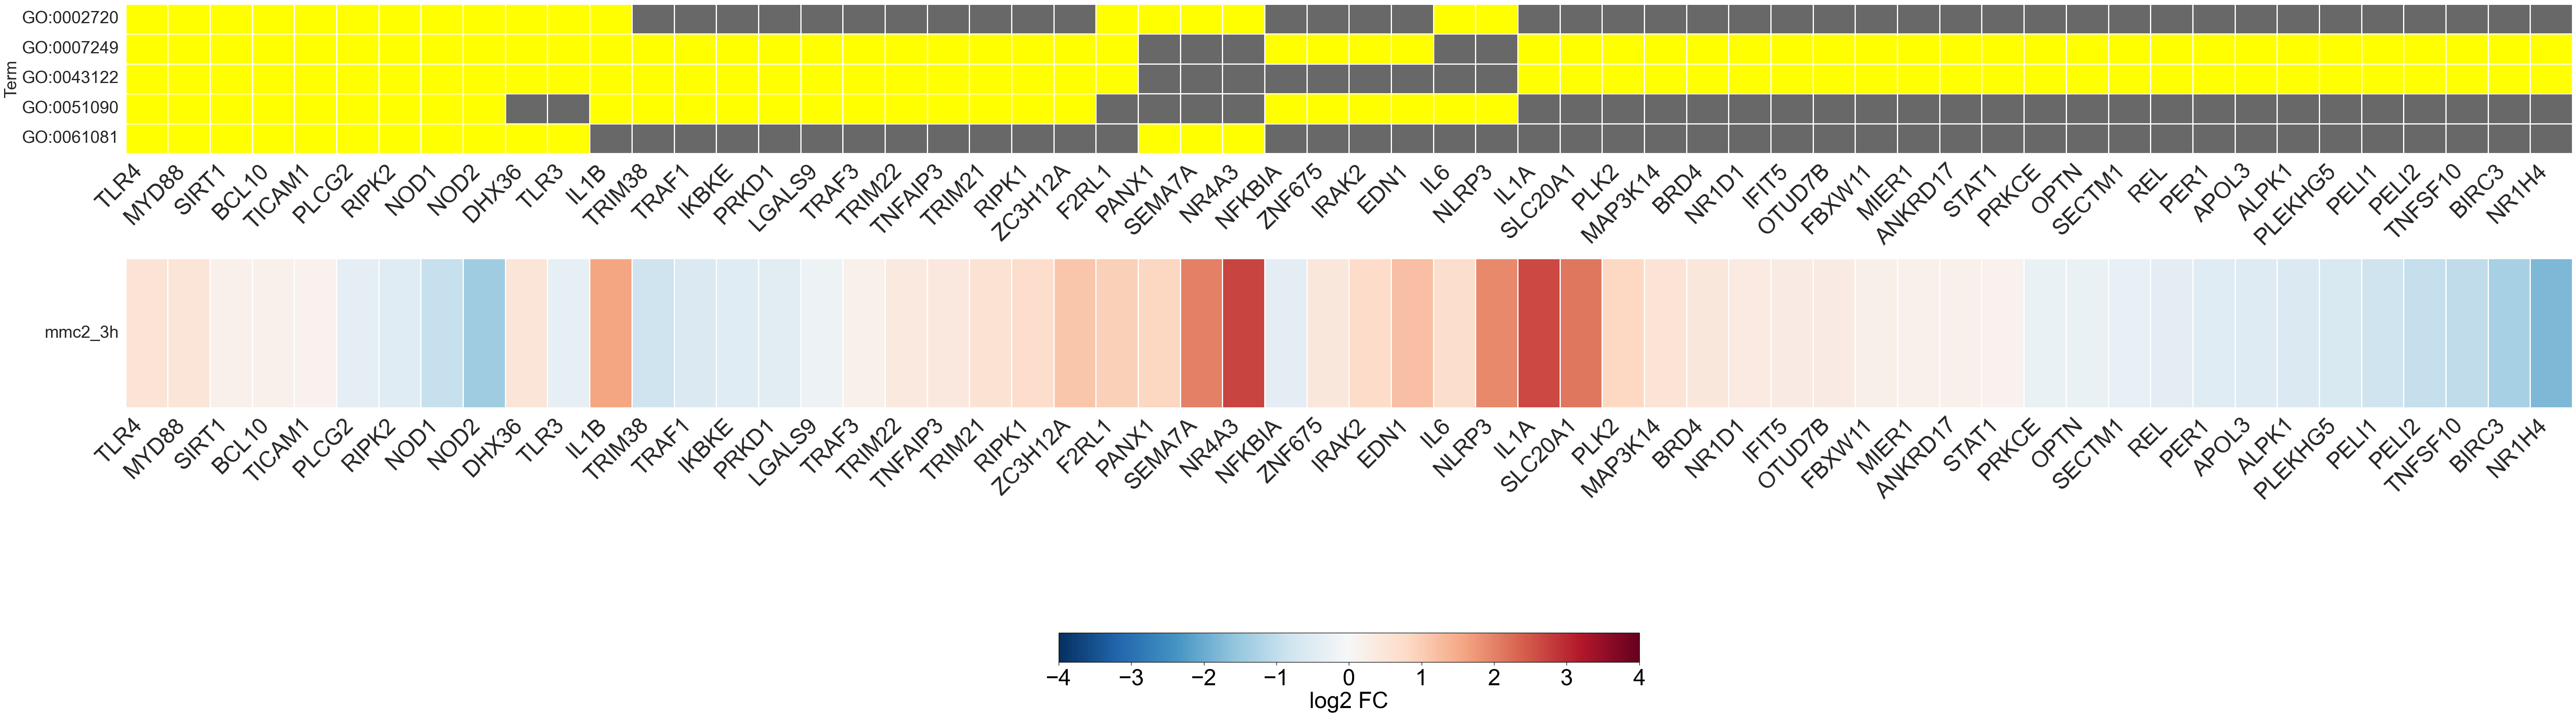 Term
GO:0002720
GO:0007249
GO:0043122
GO:0051090
GO:0061081
TLR4 MYD88 SIRT1 BCL10 TICAM1 PLCG2 RIPK2 NOD1 NOD2 DHX36 TLR3 IL1B TRIM38 TRAF1 IKBKE PRKD1 LGALS9 TRAF3 TRIM22 TNFAIP3 TRIM21 RIPK1 ZC3H12A F2RL1 PANX1 SEMA7A NR4A3 NFKBIA ZNF675 IRAK2 EDN1 IL6 NLRP3 IL1A SLC20A1 PLK2 MAP3K14 BRD4 NR1D1 IFIT5 OTUD7B FBXW11 MIER1 ANKRD17 STAT1 PRKCE OPTN SECTM1 REL PER1 APOL3 ALPK1 PLEKHG5 PELI1 PELI2 TNFSF10 BIRC3 NR1H4
mmc2_3h
TLR4 MYD88 SIRT1 BCL10 TICAM1 PLCG2 RIPK2 NOD1 NOD2 DHX36 TLR3 IL1B TRIM38 TRAF1 IKBKE PRKD1 LGALS9 TRAF3 TRIM22 TNFAIP3 TRIM21 RIPK1 ZC3H12A F2RL1 PANX1 SEMA7A NR4A3 NFKBIA ZNF675 IRAK2 EDN1 IL6 NLRP3 IL1A SLC20A1 PLK2 MAP3K14 BRD4 NR1D1 IFIT5 OTUD7B FBXW11 MIER1 ANKRD17 STAT1 PRKCE OPTN SECTM1 REL PER1 APOL3 ALPK1 PLEKHG5 PELI1 PELI2 TNFSF10 BIRC3 NR1H4
−4 −3 −2 −1 0 1 2 3 4
log2 FC